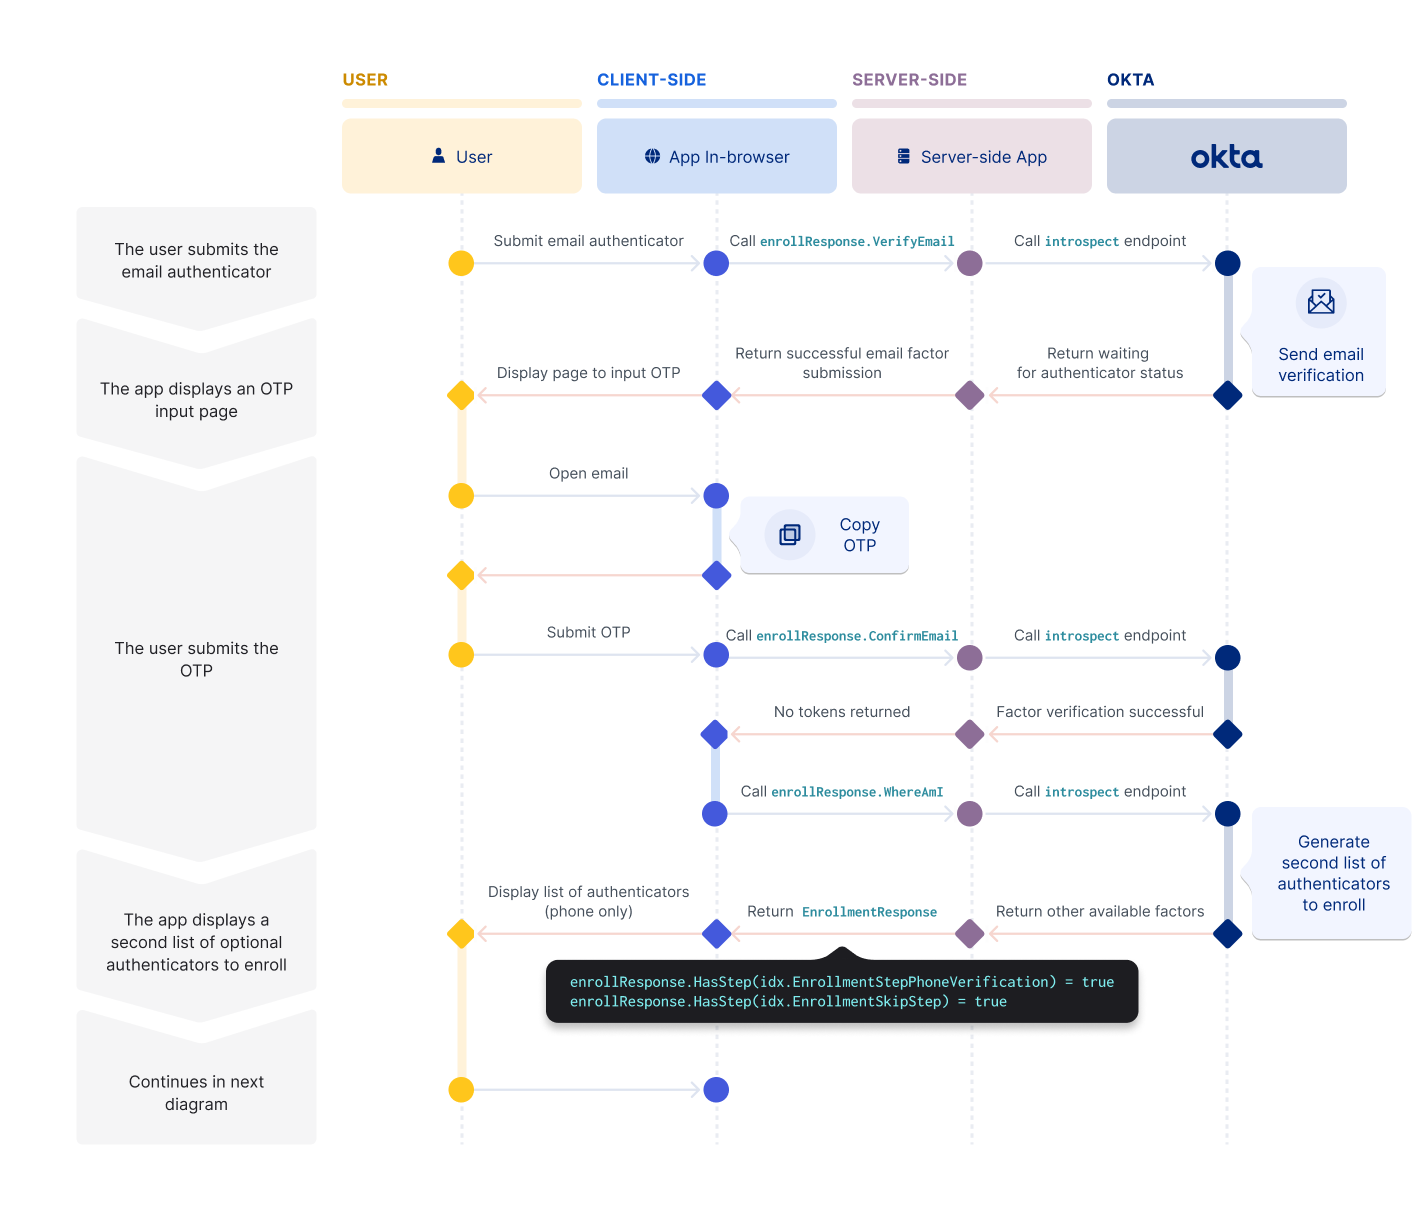 USER
CLIENT-SIDE
SERVER-SIDE
OKTA
User
App In-browser
Server-side App
okta
The user submits the
email authenticator
Submit email authenticator
Call enrollResponse.VerifyEmail
Call introspect endpoint
Send email
verification
The app displays an OTP
input page
Display page to input OTP
Return successful email factor
submission
Return waiting
for authenticator status
The user submits the
OTP
Open email
Copy
OTP
Submit OTP
Call enrollResponse.ConfirmEmail
Call introspect endpoint
No tokens returned
Factor verification successful
Call enrollResponse.WhereAmI
Call introspect endpoint
Generate
second list of
authenticators
to enroll
The app displays a
second list of optional
authenticators to enroll
Display list of authenticators
(phone only)
Return EnrollmentResponse
Return other available factors
enrollResponse.HasStep(idx.EnrollmentStepPhoneVerification) = true
enrollResponse.HasStep(idx.EnrollmentSkipStep) = true
Continues in next
diagram